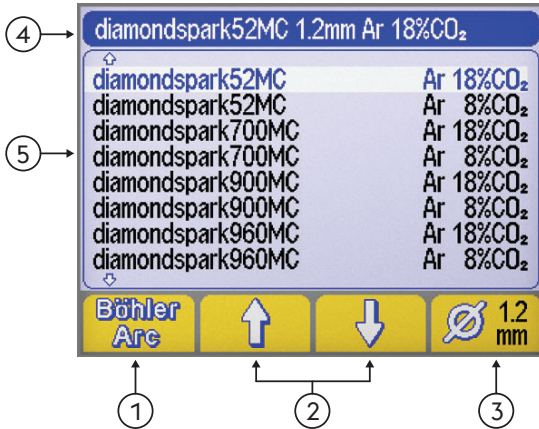 diamondspark52MC 1.2mm Ar 18%CO₂
diamondspark52MC Ar 18%CO₂
diamondspark52MC Ar 8%CO₂
diamondspark700MC Ar 18%CO₂
diamondspark700MC Ar 8%CO₂
diamondspark900MC Ar 18%CO₂
diamondspark900MC Ar 8%CO₂
diamondspark960MC Ar 18%CO₂
diamondspark960MC Ar 8%CO₂
Böhler
Arc
Ø 1.2
mm
4
5
1
2
3